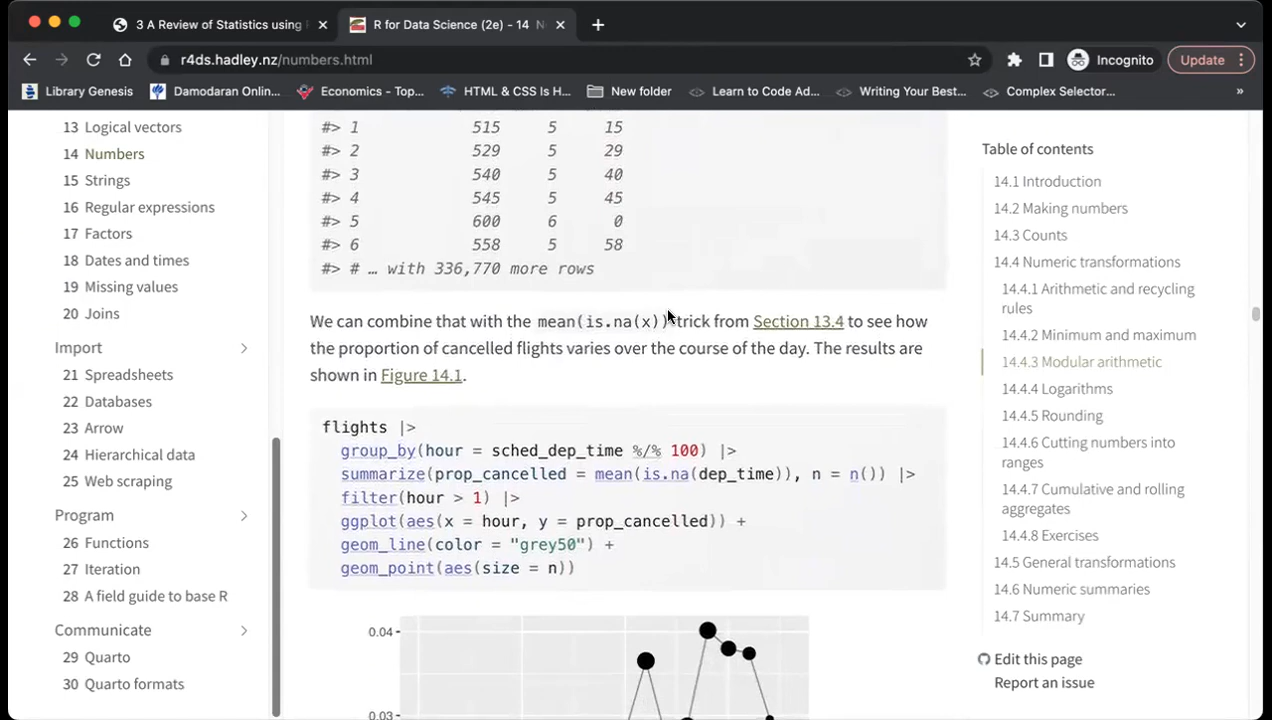 3 A Review of Statistics using
R for Data Science (2e) - 14 N
r4ds.hadley.nz/numbers.html
Incognito
Update
Library Genesis
Damodaran Onlin...
Economics - Top...
HTML & CSS Is H...
New folder
Learn to Code Ad...
Writing Your Best...
Complex Selector...
»
13 Logical vectors
14 Numbers
15 Strings
16 Regular expressions
17 Factors
18 Dates and times
19 Missing values
20 Joins
Import
21 Spreadsheets
22 Databases
23 Arrow
24 Hierarchical data
25 Web scraping
Program
26 Functions
27 Iteration
28 A field guide to base R
Communicate
29 Quarto
30 Quarto formats
#> 1 515 5 15
#> 2 529 5 29
#> 3 540 5 40
#> 4 545 5 45
#> 5 600 6 0
#> 6 558 5 58
#> # … with 336,770 more rows
We can combine that with the mean(is.na(x)) trick from Section 13.4 to see how
the proportion of cancelled flights varies over the course of the day. The results are
shown in Figure 14.1.
flights |>
group_by(hour = sched_dep_time %/% 100) |>
summarize(prop_cancelled = mean(is.na(dep_time)), n = n()) |>
filter(hour > 1) |>
ggplot(aes(x = hour, y = prop_cancelled)) +
geom_line(color = "grey50") +
geom_point(aes(size = n))
0.04
0.03
Table of contents
14.1 Introduction
14.2 Making numbers
14.3 Counts
14.4 Numeric transformations
14.4.1 Arithmetic and recycling
rules
14.4.2 Minimum and maximum
14.4.3 Modular arithmetic
14.4.4 Logarithms
14.4.5 Rounding
14.4.6 Cutting numbers into
ranges
14.4.7 Cumulative and rolling
aggregates
14.4.8 Exercises
14.5 General transformations
14.6 Numeric summaries
14.7 Summary
Edit this page
Report an issue